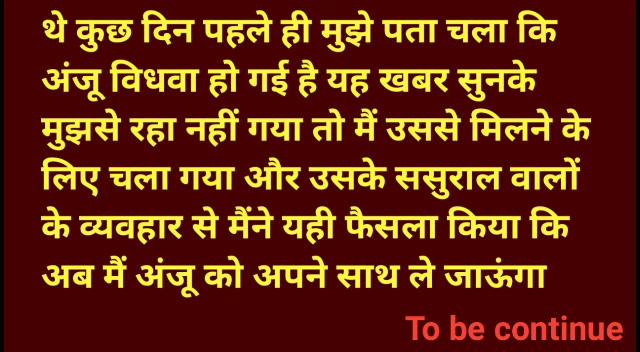 थे कुछ दिन पहले ही मुझे पता चला कि
अंजू विधवा हो गई है यह खबर सुनके
मुझसे रहा नहीं गया तो मैं उससे मिलने के
लिए चला गया और उसके ससुराल वालों
के व्यवहार से मैंने यही फैसला किया कि
अब मैं अंजू को अपने साथ ले जाऊंगा
To be continue